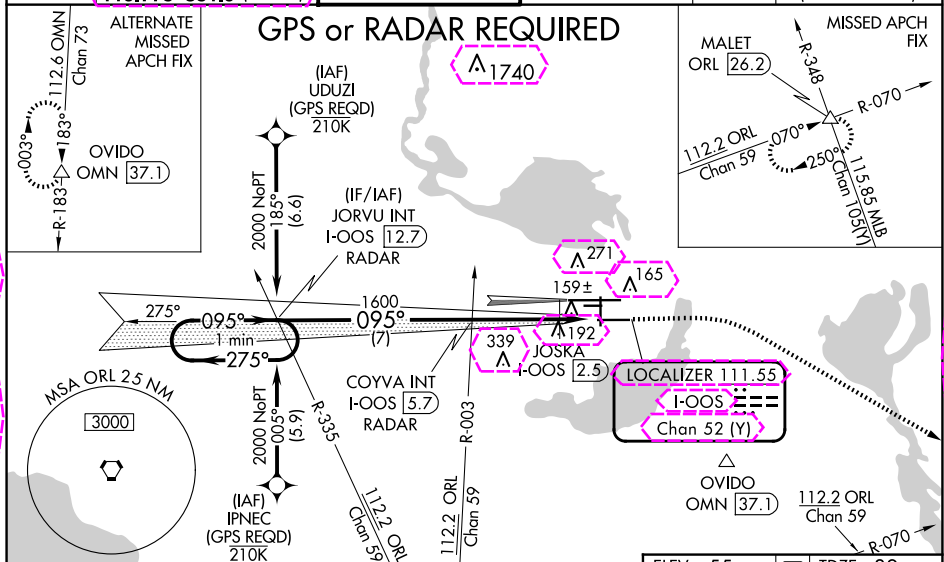 ALTERNATE
MISSED
APCH FIX
112.6 OMN
Chan 73
183°
003°
OVIDO
OMN 37.1
R-183
GPS or RADAR REQUIRED
1740
(IAF)
UDUZI
(GPS REQD)
210K
2000 NoPT
185°
(6.6)
(IF/IAF)
JORVU INT
I-OOS 12.7
RADAR
MISSED APCH
FIX
MALET
ORL 26.2
R-348
R-070
112.2 ORL
Chan 59
070°
250°
115.85 MLB
Chan 105(Y)
271
165
159±
275°
095°
1 min
275°
1600
095°
(7)
192
339
JOSKA
I-OOS 2.5
COYVA INT
I-OOS 5.7
RADAR
LOCALIZER 111.55
I-OOS
Chan 52 (Y)
MSA ORL 25 NM
3000
2000 NoPT
005°
(5.9)
R-335
R-003
(IAF)
IPNEC
(GPS REQD)
210K
112.2 ORL
Chan 59
112.2 ORL
Chan 59
OVIDO
OMN 37.1
112.2 ORL
Chan 59
R-070